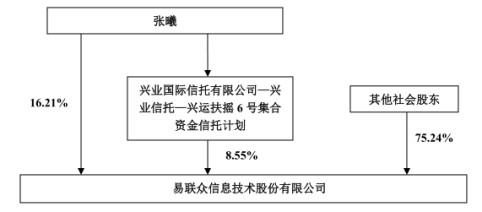 张曦
16.21%
兴业国际信托有限公司—兴
业信托—兴运扶摇 6 号集合
资金信托计划
其他社会股东
8.55%
75.24%
易联众信息技术股份有限公司